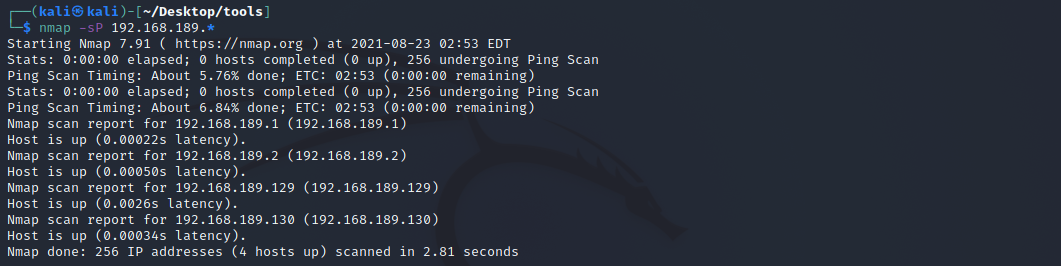 ┌──(kali㉿kali)-[~/Desktop/tools]
└─$ nmap -sP 192.168.189.*
Starting Nmap 7.91 ( https://nmap.org ) at 2021-08-23 02:53 EDT
Stats: 0:00:00 elapsed; 0 hosts completed (0 up), 256 undergoing Ping Scan
Ping Scan Timing: About 5.76% done; ETC: 02:53 (0:00:00 remaining)
Stats: 0:00:00 elapsed; 0 hosts completed (0 up), 256 undergoing Ping Scan
Ping Scan Timing: About 6.84% done; ETC: 02:53 (0:00:00 remaining)
Nmap scan report for 192.168.189.1 (192.168.189.1)
Host is up (0.00022s latency).
Nmap scan report for 192.168.189.2 (192.168.189.2)
Host is up (0.00050s latency).
Nmap scan report for 192.168.189.129 (192.168.189.129)
Host is up (0.0026s latency).
Nmap scan report for 192.168.189.130 (192.168.189.130)
Host is up (0.00034s latency).
Nmap done: 256 IP addresses (4 hosts up) scanned in 2.81 seconds